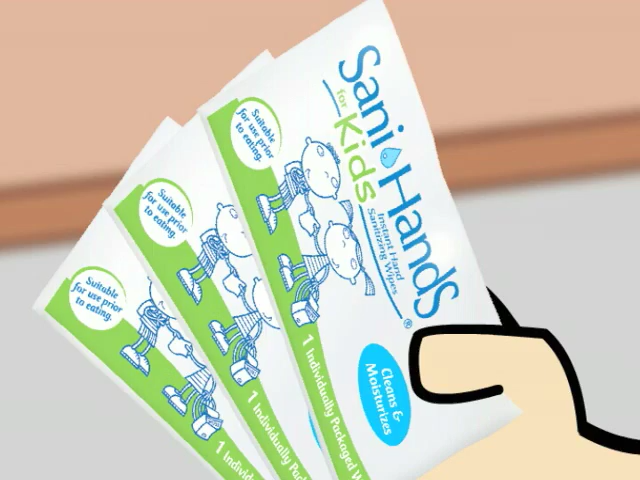 Sani Hands®
for Kids
Instant Hand
Sanitizing Wipes
Suitable
for use prior
to eating.
1 Individually Packaged W
Cleans &
Moisturizes
Suitable
for use prior
to eating.
1 Individually Pac
Suitable
for use prior
to eating.
1 Individ